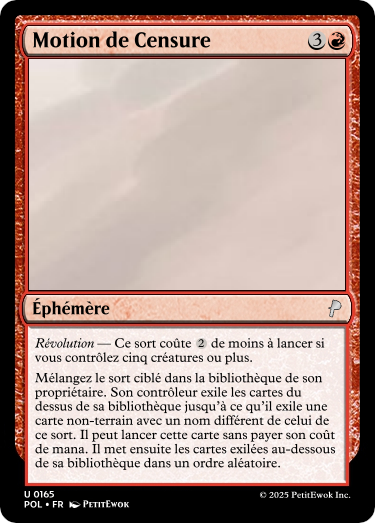 Motion de Censure 3
Éphémère
Révolution — Ce sort coûte 2 de moins à lancer si
vous contrôlez cinq créatures ou plus.
Mélangez le sort ciblé dans la bibliothèque de son
propriétaire. Son contrôleur exile les cartes du
dessus de sa bibliothèque jusqu'à ce qu'il exile une
carte non-terrain avec un nom différent de celui de
ce sort. Il peut lancer cette carte sans payer son coût
de mana. Il met ensuite les cartes exilées au-dessous
de sa bibliothèque dans un ordre aléatoire.
U 0165
POL • FR PetitEwok
© 2025 PetitEwok Inc.